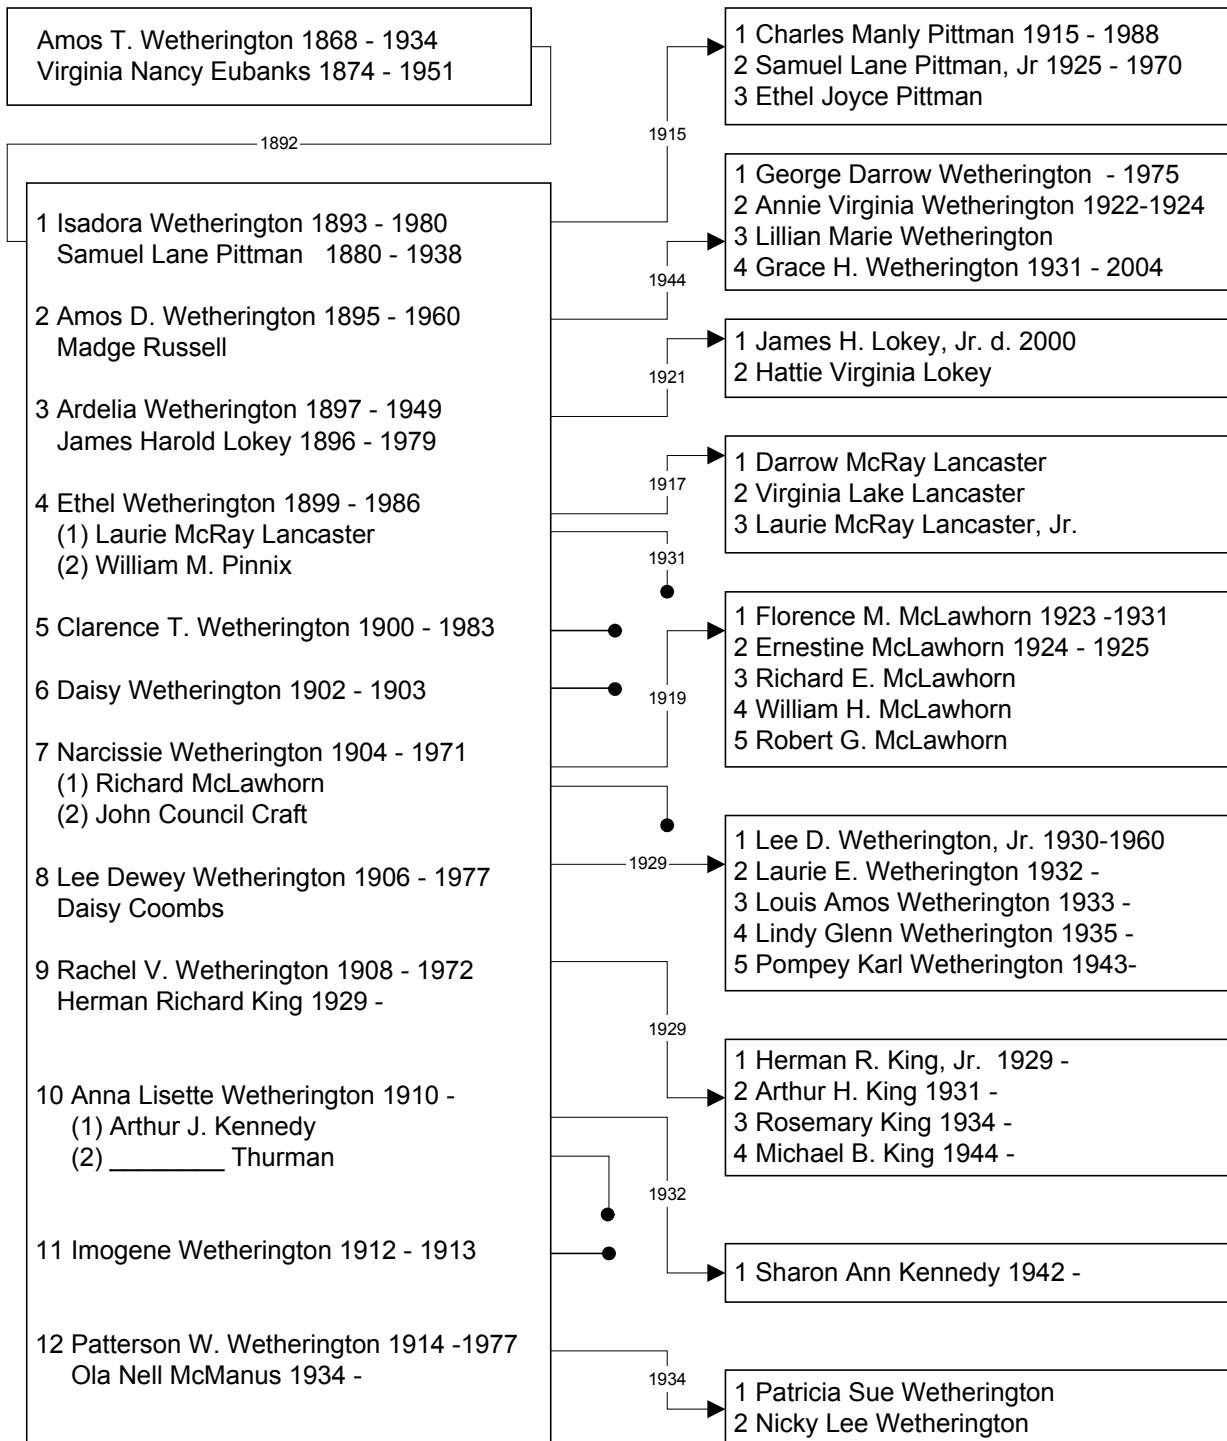 Amos T. Wetherington 1868 - 1934
Virginia Nancy Eubanks 1874 - 1951
1892
1 Isadora Wetherington 1893 - 1980
Samuel Lane Pittman 1880 - 1938
2 Amos D. Wetherington 1895 - 1960
Madge Russell
3 Ardelia Wetherington 1897 - 1949
James Harold Lokey 1896 - 1979
4 Ethel Wetherington 1899 - 1986
(1) Laurie McRay Lancaster
(2) William M. Pinnix
5 Clarence T. Wetherington 1900 - 1983
6 Daisy Wetherington 1902 - 1903
7 Narcissie Wetherington 1904 - 1971
(1) Richard McLawhorn
(2) John Council Craft
8 Lee Dewey Wetherington 1906 - 1977
Daisy Coombs
9 Rachel V. Wetherington 1908 - 1972
Herman Richard King 1929 -
10 Anna Lisette Wetherington 1910 -
(1) Arthur J. Kennedy
(2) ________ Thurman
11 Imogene Wetherington 1912 - 1913
12 Patterson W. Wetherington 1914 -1977
Ola Nell McManus 1934 -
1915
1944
1921
1917
1931
1919
1929
1929
1932
1934
1 Charles Manly Pittman 1915 - 1988
2 Samuel Lane Pittman, Jr 1925 - 1970
3 Ethel Joyce Pittman
1 George Darrow Wetherington - 1975
2 Annie Virginia Wetherington 1922-1924
3 Lillian Marie Wetherington
4 Grace H. Wetherington 1931 - 2004
1 James H. Lokey, Jr. d. 2000
2 Hattie Virginia Lokey
1 Darrow McRay Lancaster
2 Virginia Lake Lancaster
3 Laurie McRay Lancaster, Jr.
1 Florence M. McLawhorn 1923 -1931
2 Ernestine McLawhorn 1924 - 1925
3 Richard E. McLawhorn
4 William H. McLawhorn
5 Robert G. McLawhorn
1 Lee D. Wetherington, Jr. 1930-1960
2 Laurie E. Wetherington 1932 -
3 Louis Amos Wetherington 1933 -
4 Lindy Glenn Wetherington 1935 -
5 Pompey Karl Wetherington 1943-
1 Herman R. King, Jr. 1929 -
2 Arthur H. King 1931 -
3 Rosemary King 1934 -
4 Michael B. King 1944 -
1 Sharon Ann Kennedy 1942 -
1 Patricia Sue Wetherington
2 Nicky Lee Wetherington